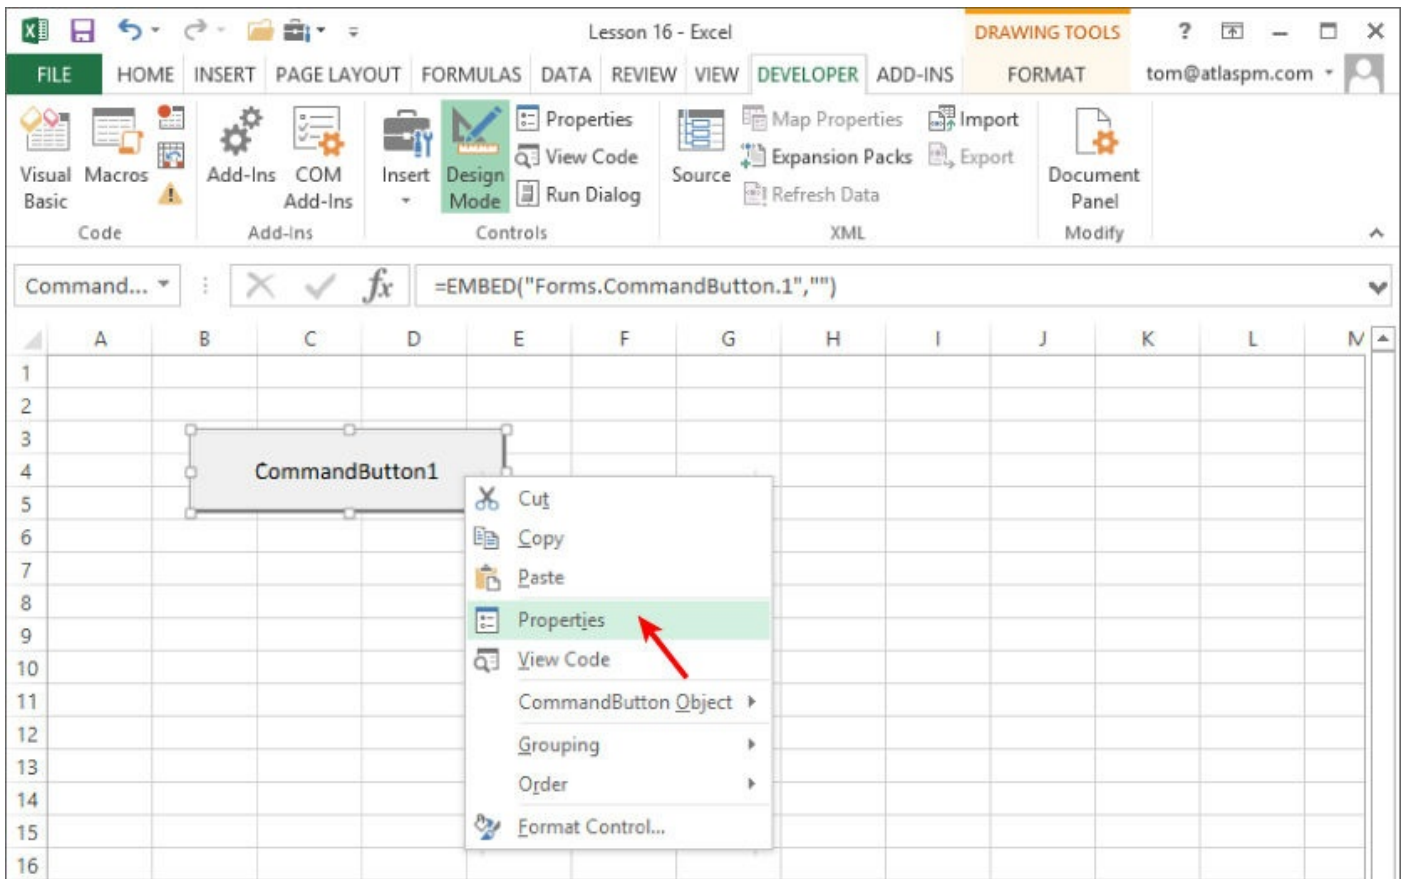 Lesson 16 - Excel
DRAWING TOOLS
?
FILE HOME INSERT PAGE LAYOUT FORMULAS DATA REVIEW VIEW DEVELOPER ADD-INS FORMAT tom@atlaspm.com
Properties Map Properties Import
View Code Expansion Packs Export
Visual Basic
Macros
Add-Ins
COM Add-Ins
Insert
Design Mode
Run Dialog
Source
Refresh Data
Document Panel
Code Add-Ins Controls XML Modify
Command... fx =EMBED("Forms.CommandButton.1","")
A B C D E F G H I J K L M
1
2
3
4
5
6
7
8
9
10
11
12
13
14
15
16
CommandButton1
Cut
Copy
Paste
Properties
View Code
CommandButton Object
Grouping
Order
Format Control...